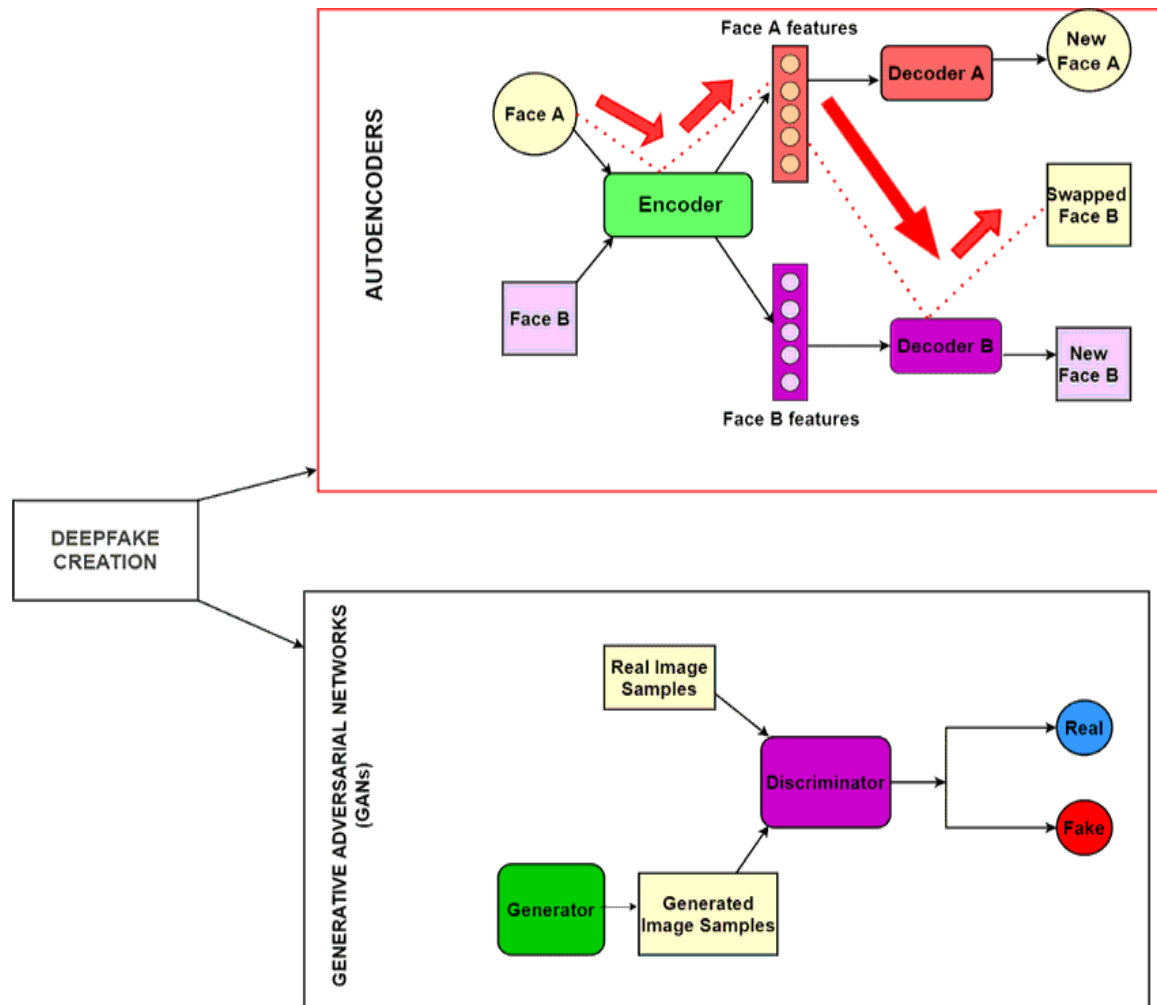 DEEPFAKE
CREATION
AUTOENCODERS
Face A features
Face A
Decoder A
New
Face A
Encoder
Swapped
Face B
Face B
Decoder B
New
Face B
Face B features
GENERATIVE ADVERSARIAL NETWORKS
(GANs)
Real Image
Samples
Discriminator
Real
Fake
Generator
Generated
Image Samples